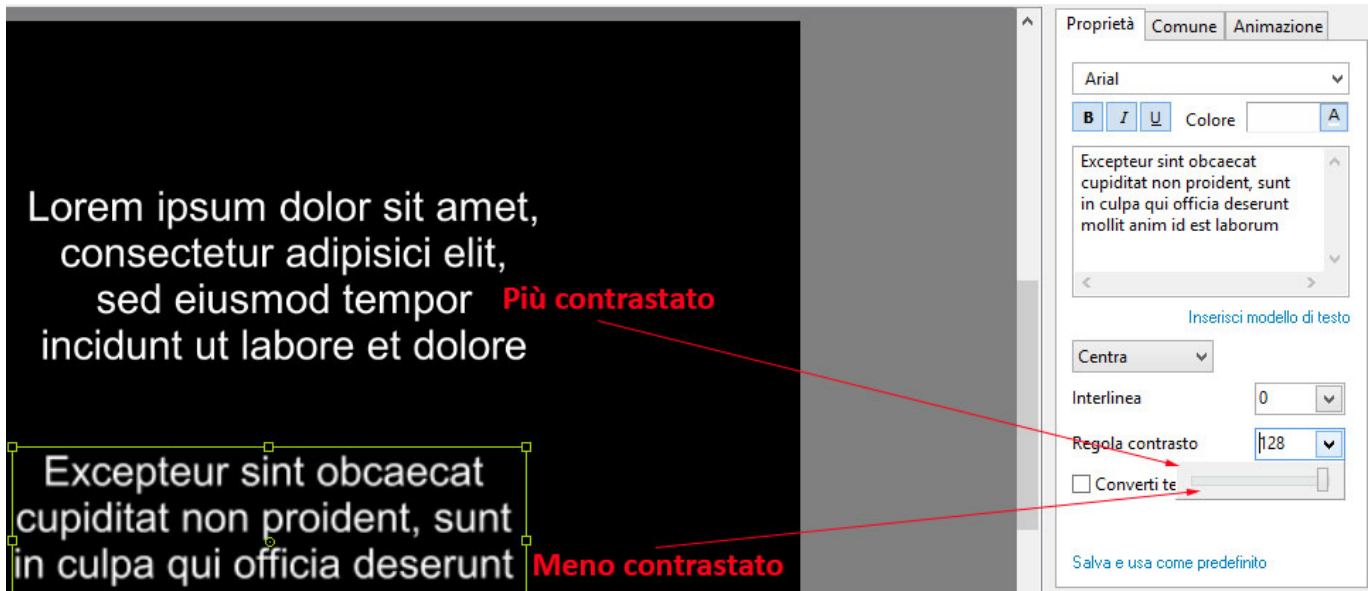 Proprietà Comune Animazione
Arial
B I U Colore A
Excepteur sint obcaecat
cupiditat non proident, sunt
in culpa qui officia deserunt
mollit anim id est laborum
Inserisci modello di testo
Centra
Interlinea 0
Regola contrasto 128
Converti te
Salva e usa come predefinito
Lorem ipsum dolor sit amet,
consectetur adipisici elit,
sed eiusmod tempor
incidunt ut labore et dolore
Più contrastato
Excepteur sint obcaecat
cupiditat non proident, sunt
in culpa qui officia deserunt
Meno contrastato